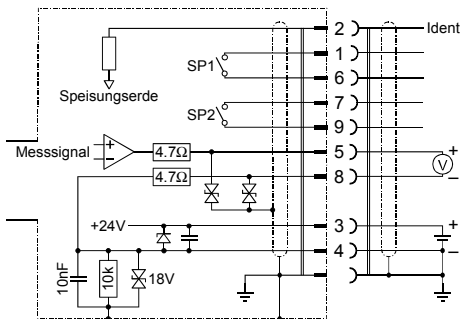 2 Ident
1
SP1
6
Speisungserde
7
SP2
9
Messsignal + − 4.7Ω 5 +
V
4.7Ω 8 −
+24V 3 +
4 −
10nF 10k 18V